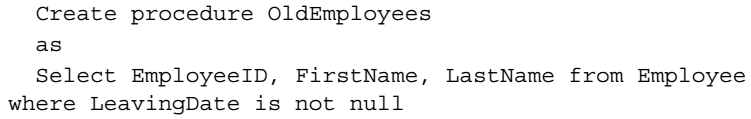 Create procedure OldEmployees
as
Select EmployeeID, FirstName, LastName from Employee
where LeavingDate is not null